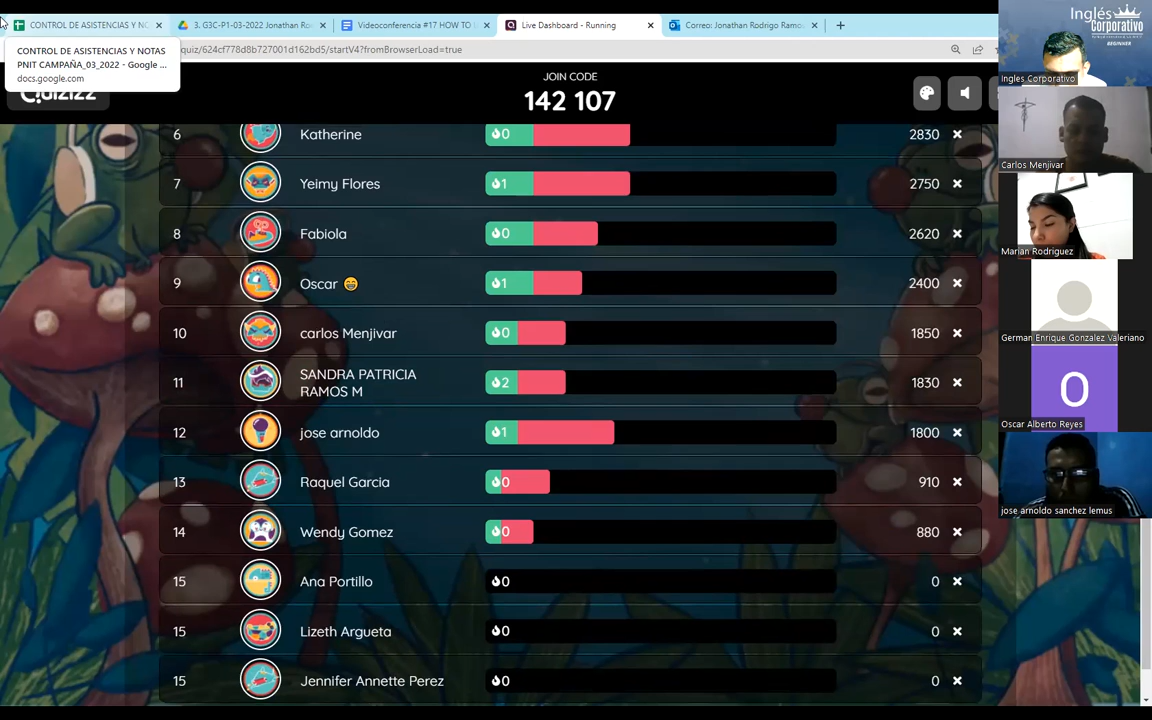 CONTROL DE ASISTENCIAS Y NO
3. G3C-P1-03-2022 Jonathan Ro
Videoconferencia #17 HOW TO
Live Dashboard - Running
Correo: Jonathan Rodrigo Ramo
quiz/624cf778d8b727001d162bd5/startV4?fromBrowserLoad=true
CONTROL DE ASISTENCIAS Y NOTAS
PNIT CAMPAÑA_03_2022 - Google ...
docs.google.com
JOIN CODE
142 107
6 Katherine 0 2830
7 Yeimy Flores 1 2750
8 Fabiola 0 2620
9 Oscar 😁 1 2400
10 carlos Menjivar 0 1850
11 SANDRA PATRICIA
RAMOS M 2 1830
12 jose arnoldo 1 1800
13 Raquel Garcia 0 910
14 Wendy Gomez 0 880
15 Ana Portillo 0 0
15 Lizeth Argueta 0 0
15 Jennifer Annette Perez 0 0
Inglés
Corporativo
BEGINNER
Ingles Corporativo
Carlos Menjivar
Marian Rodriguez
German Enrique Gonzalez Valeriano
O
Oscar Alberto Reyes
jose arnoldo sanchez lemus